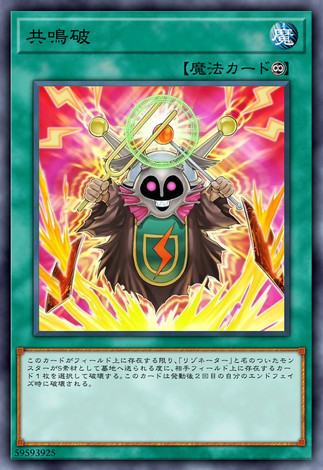 共鳴破
魔
【魔法カード】
このカードがフィールド上に存在する限り、「リゾネーター」と名のついたモン
スターがS素材として墓地へ送られる度に、相手フィールド上に存在するカー
ド１枚を選択して破壊する。このカードは発動後２回目の自分のエンドフェイ
ズ時に破壊される。
59593925